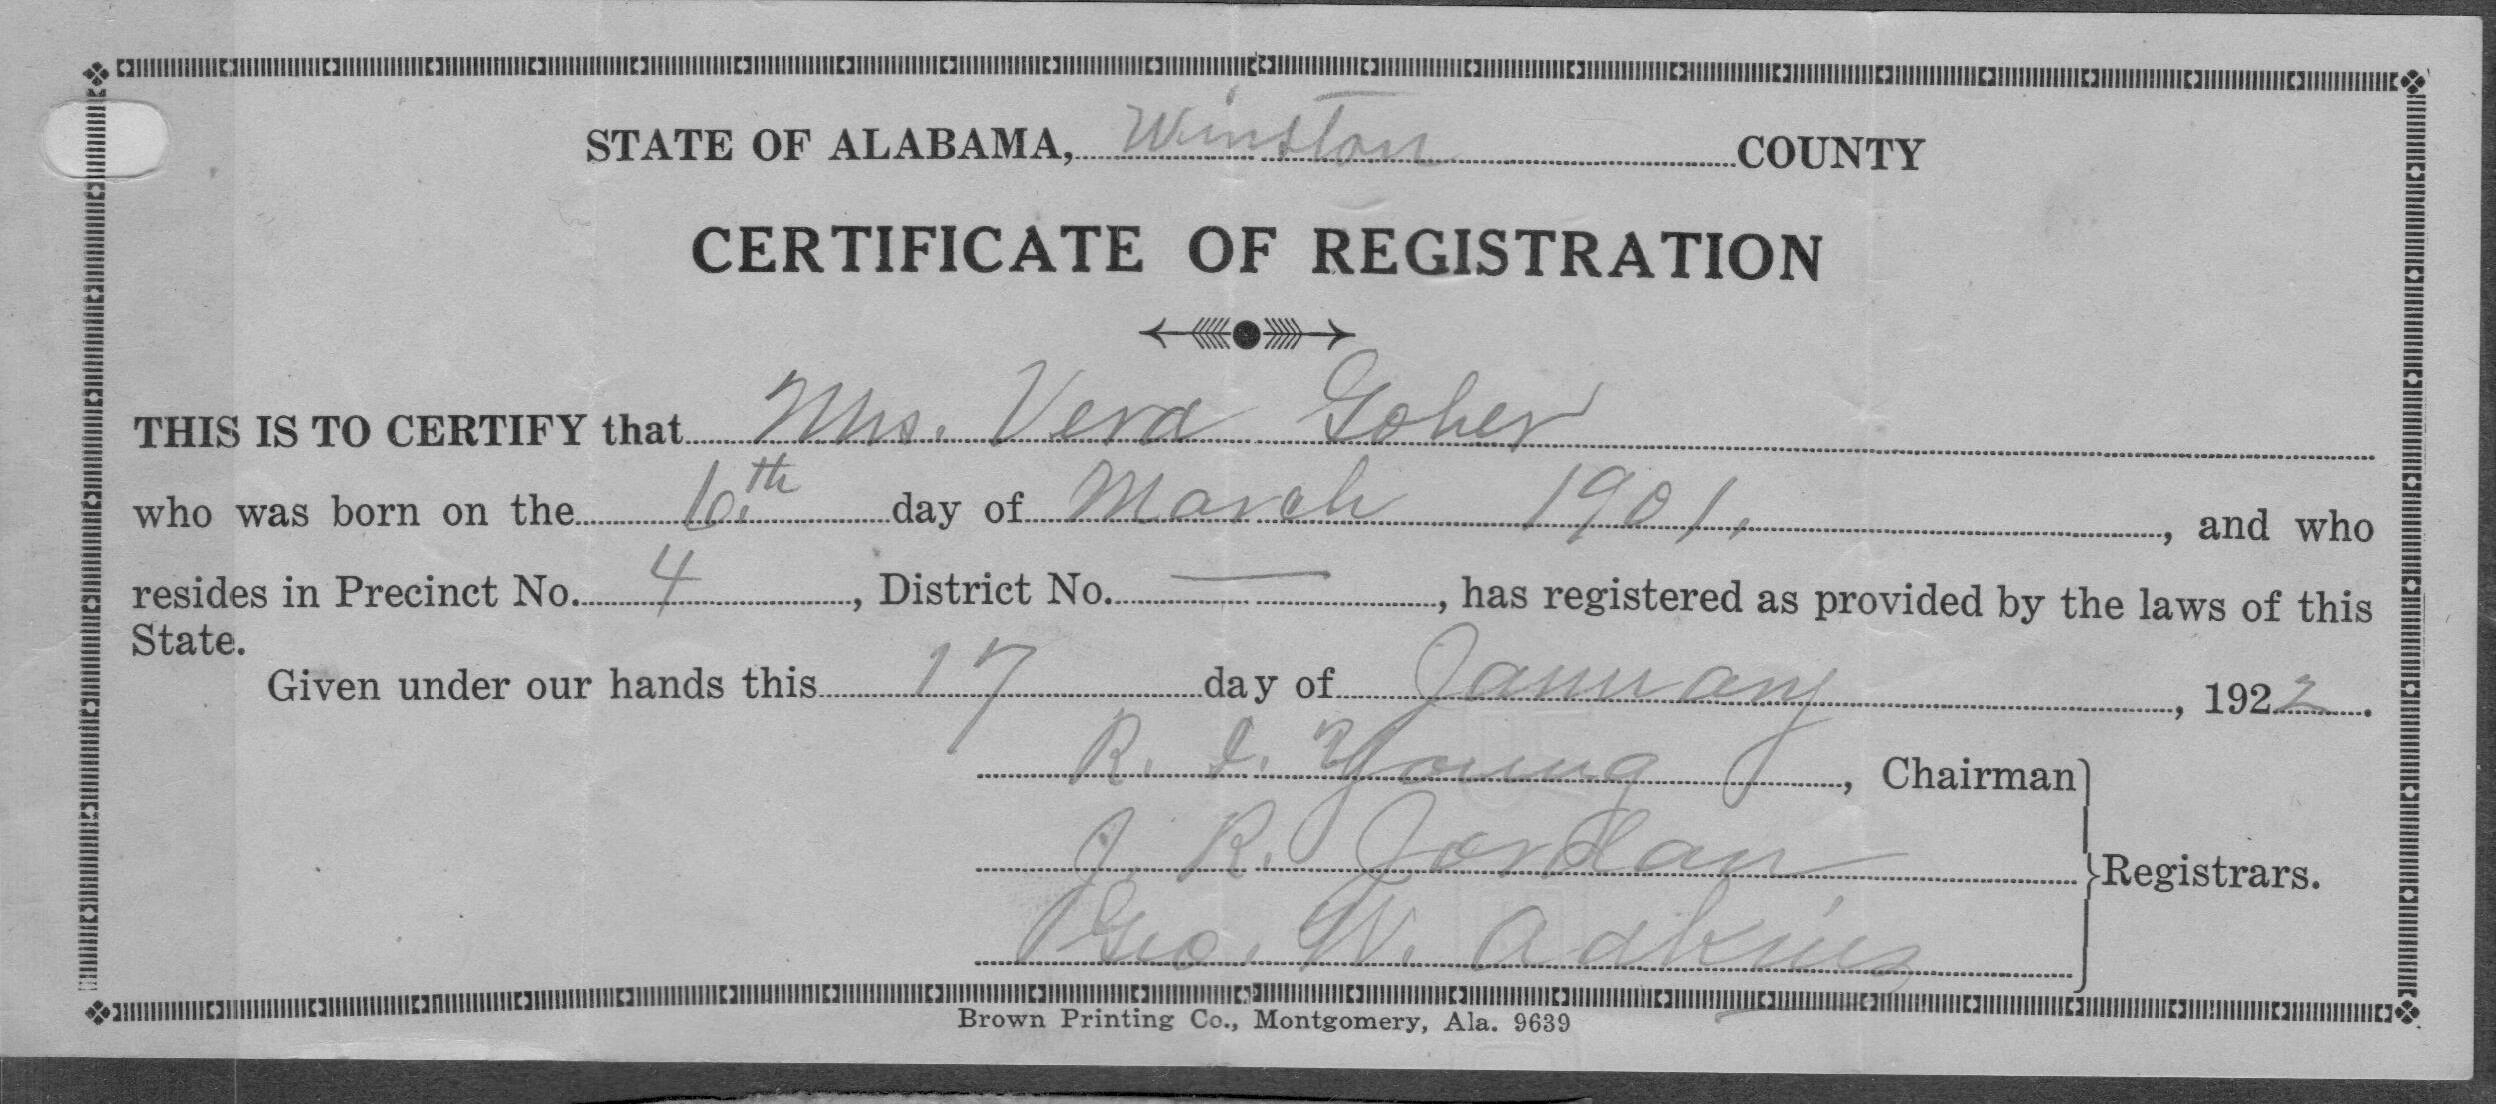 STATE OF ALABAMA, Winston COUNTY
CERTIFICATE OF REGISTRATION
THIS IS TO CERTIFY that Mrs. Vera Gober
who was born on the 6th day of March 1901, , and who
resides in Precinct No. 4 , District No. — , has registered as provided by the laws of this
State.
Given under our hands this 17 day of January , 1922.
R. I. Young , Chairman
J. R. Jordan
Registrars.
Geo. W. Adkins
Brown Printing Co., Montgomery, Ala. 9639